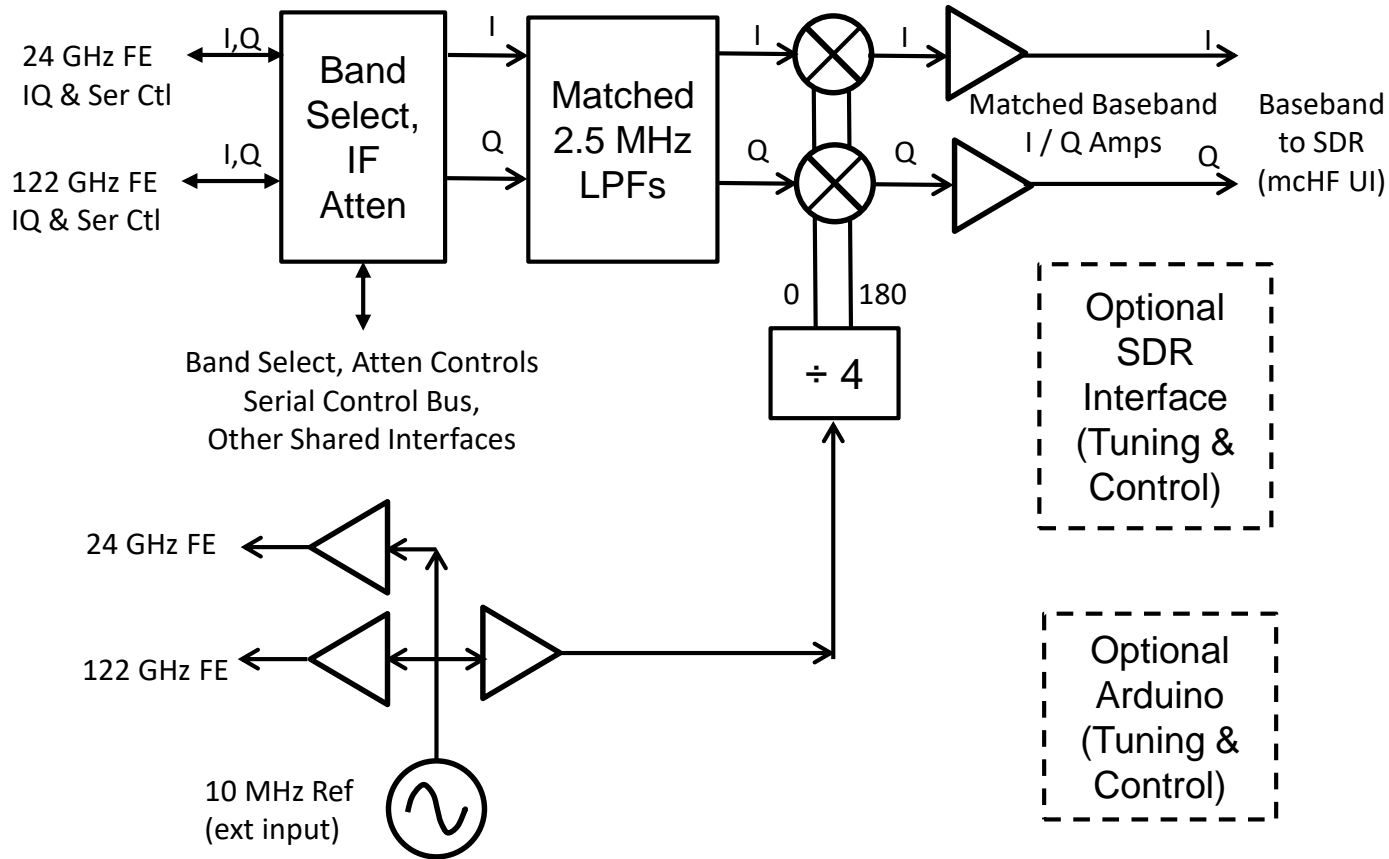 24 GHz FE
IQ & Ser Ctl
I,Q
122 GHz FE
IQ & Ser Ctl
I,Q
Band
Select,
IF
Atten
I
Q
Matched
2.5 MHz
LPFs
I
Q
I
Q
Matched Baseband
I / Q Amps
I
Q
Baseband
to SDR
(mcHF UI)
0
180
÷ 4
Band Select, Atten Controls
Serial Control Bus,
Other Shared Interfaces
Optional
SDR
Interface
(Tuning &
Control)
24 GHz FE
122 GHz FE
10 MHz Ref
(ext input)
Optional
Arduino
(Tuning &
Control)